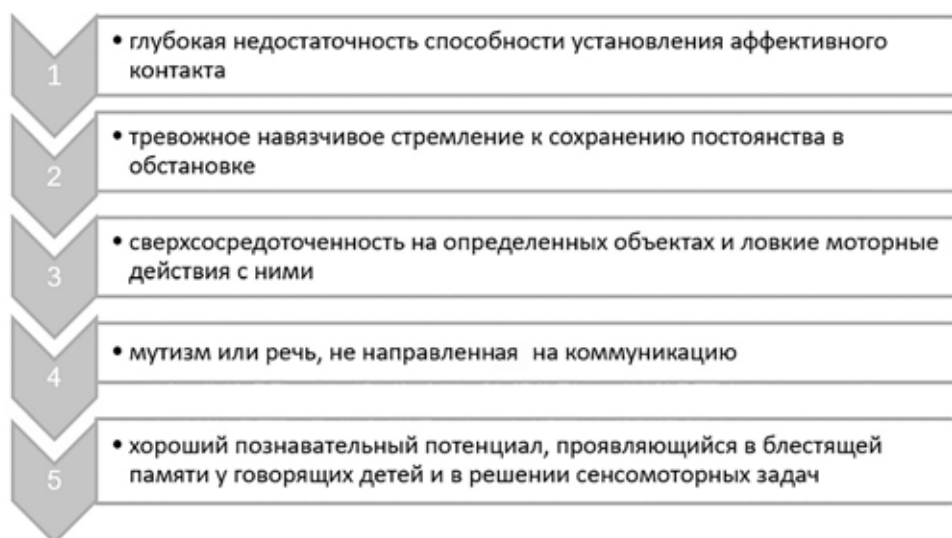 1
• глубокая недостаточность способности установления аффективного
контакта
2
• тревожное навязчивое стремление к сохранению постоянства в
обстановке
3
• сверхсосредоточенность на определенных объектах и ловкие моторные
действия с ними
4
• мутизм или речь, не направленная на коммуникацию
5
• хороший познавательный потенциал, проявляющийся в блестящей
памяти у говорящих детей и в решении сенсомоторных задач